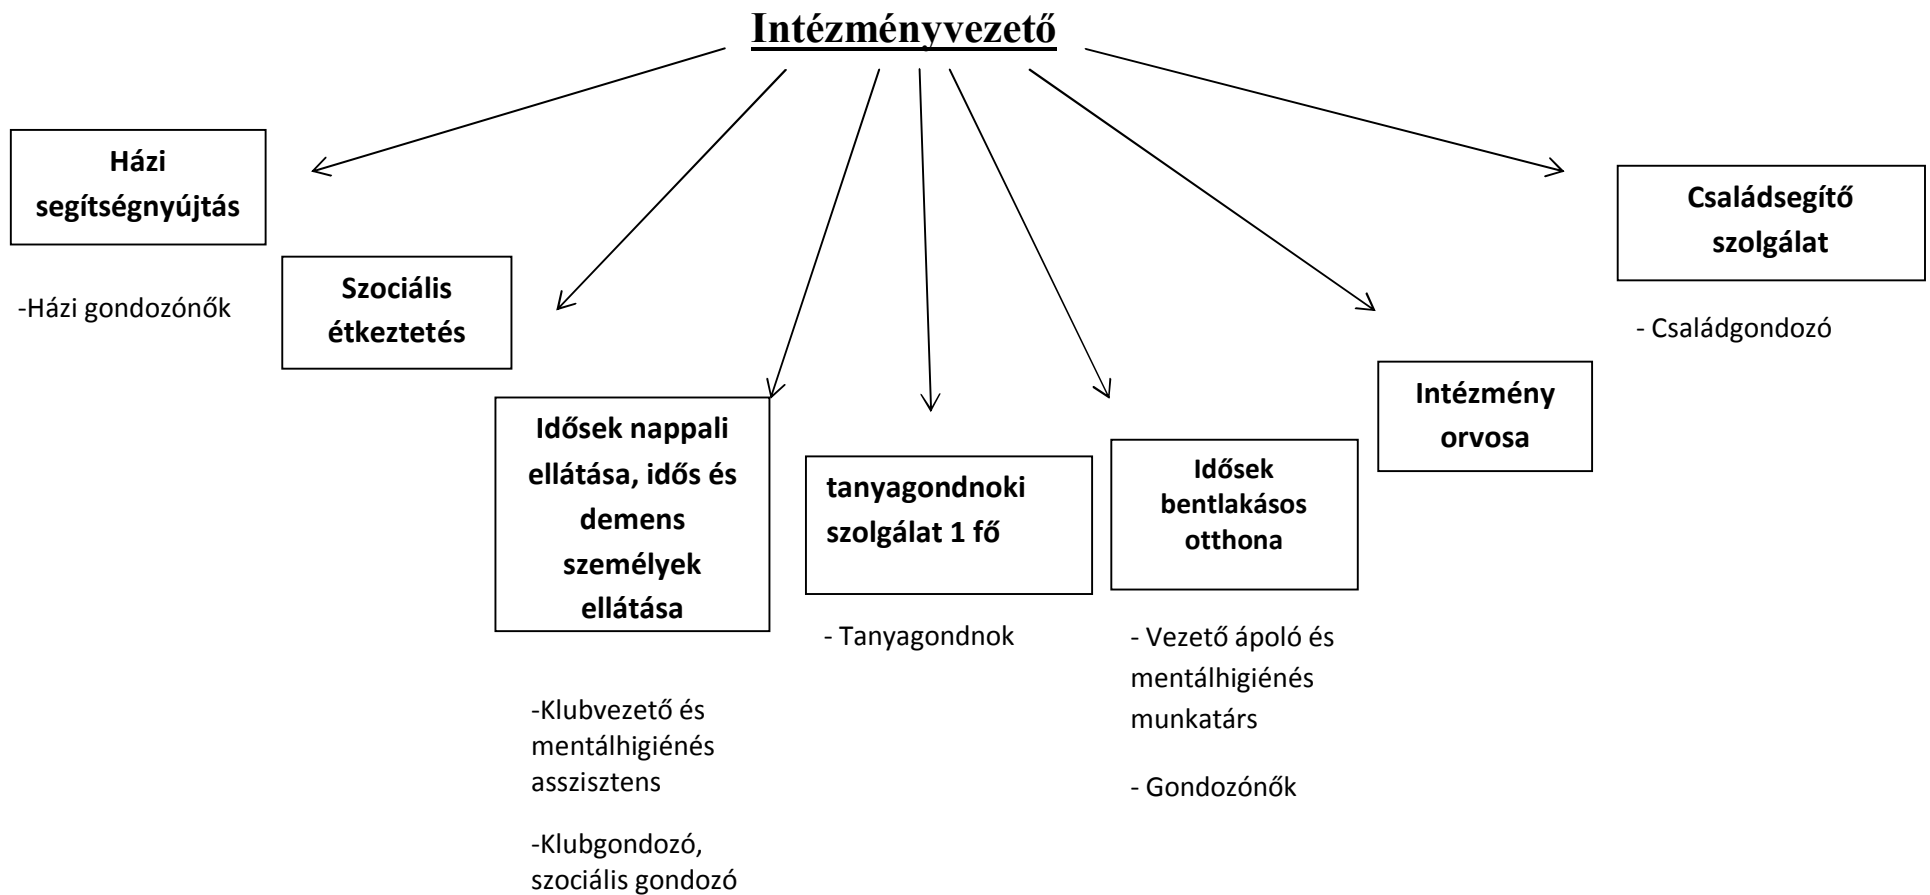 Intézményvezető
Házi
segítségnyújtás
-Házi gondozónők
Szociális
étkeztetés
Idősek nappali
ellátása, idős és
demens
személyek
ellátása
-Klubvezető és
mentálhigiénés
asszisztens
-Klubgondozó,
szociális gondozó
tanyagondnoki
szolgálat 1 fő
- Tanyagondnok
Idősek
bentlakásos
otthona
- Vezető ápoló és
mentálhigiénés
munkatárs
- Gondozónők
Intézmény
orvosa
Családsegítő
szolgálat
- Családgondozó